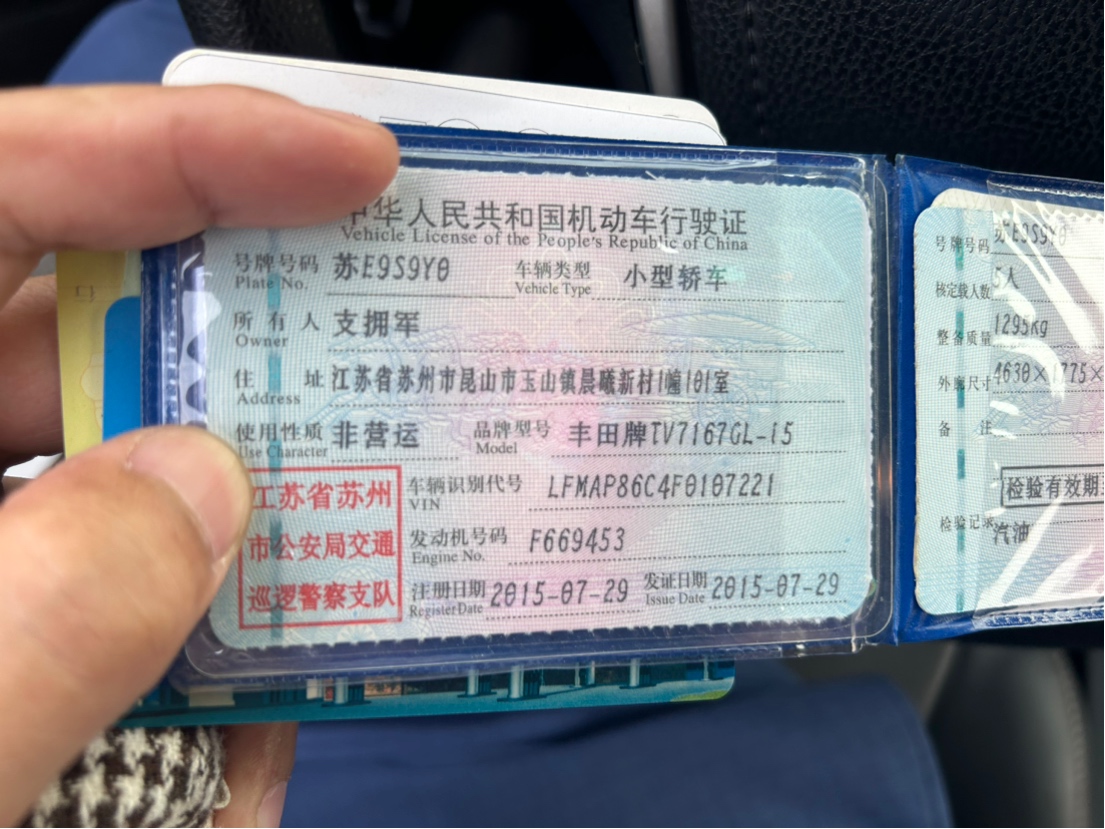 中华人民共和国机动车行驶证
Vehicle License of the People's Republic of China
号牌号码 苏E9S9Y0 车辆类型 小型轿车
Plate No. Vehicle Type
所有人 支拥军
Owner
住址 江苏省苏州市昆山市玉山镇晨曦新村1幢101室
Address
使用性质 非营运 品牌型号 丰田牌TV7167GL-i5
Use Character Model
江苏省苏州
市公安局交通
巡逻警察支队
车辆识别代号 LFMAP86C4F0107221
VIN
发动机号码 F669453
Engine No.
注册日期 2015-07-29 发证日期 2015-07-29
Register Date Issue Date
号牌号码 苏E9S9Y0
核定载人数 5人
整备质量 1295kg
外廓尺寸 4630×1775×
备注
检验有效期
检验记录
汽油